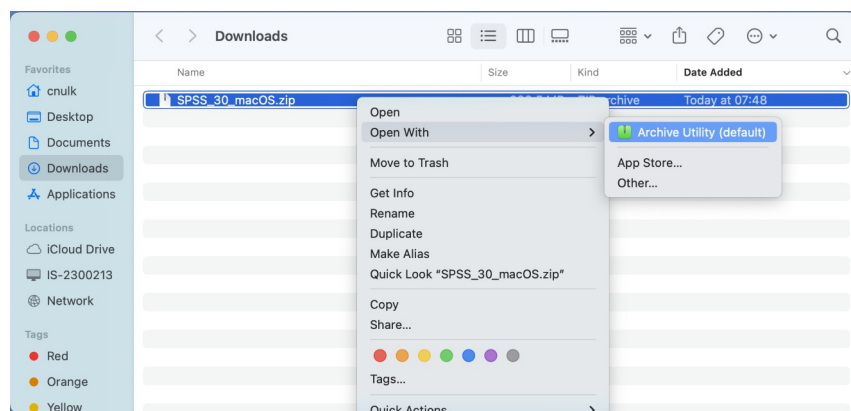 Downloads
Favorites
cnulk
Desktop
Documents
Downloads
Applications
Locations
iCloud Drive
IS-2300213
Network
Tags
Red
Orange
Yellow
Name Size Kind Date Added
SPSS_30_macOS.zip Today at 07:48
Open
Open With
Move to Trash
Get Info
Rename
Duplicate
Make Alias
Quick Look “SPSS_30_macOS.zip”
Copy
Share...
Tags...
Quick Actions
Archive Utility (default)
App Store...
Other...